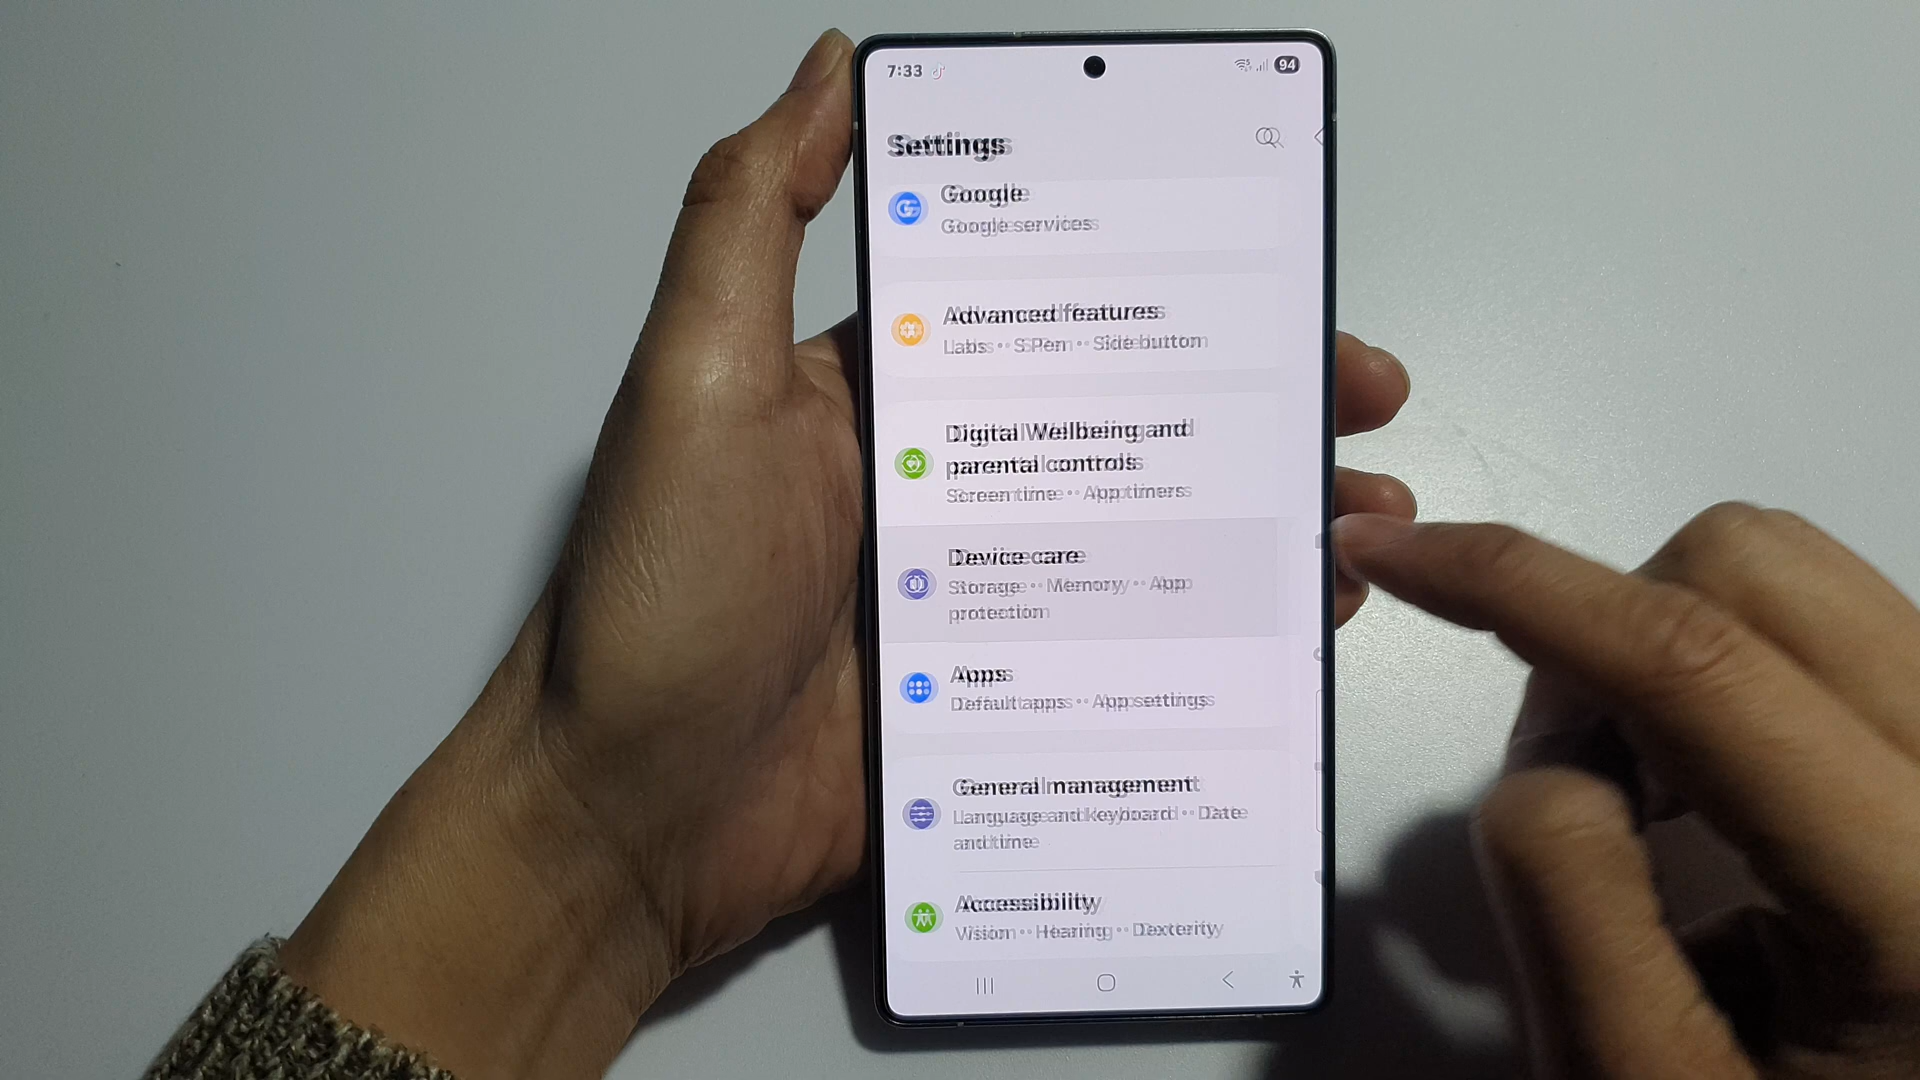 7:33
94
Settings
Google
Google services
Advanced features
Labs • S Pen • Side button
Digital Wellbeing and
parental controls
Screen time • App timers
Device care
Storage • Memory • App
protection
Apps
Default apps • App settings
General management
Language and keyboard • Date
and time
Accessibility
Vision • Hearing • Dexterity